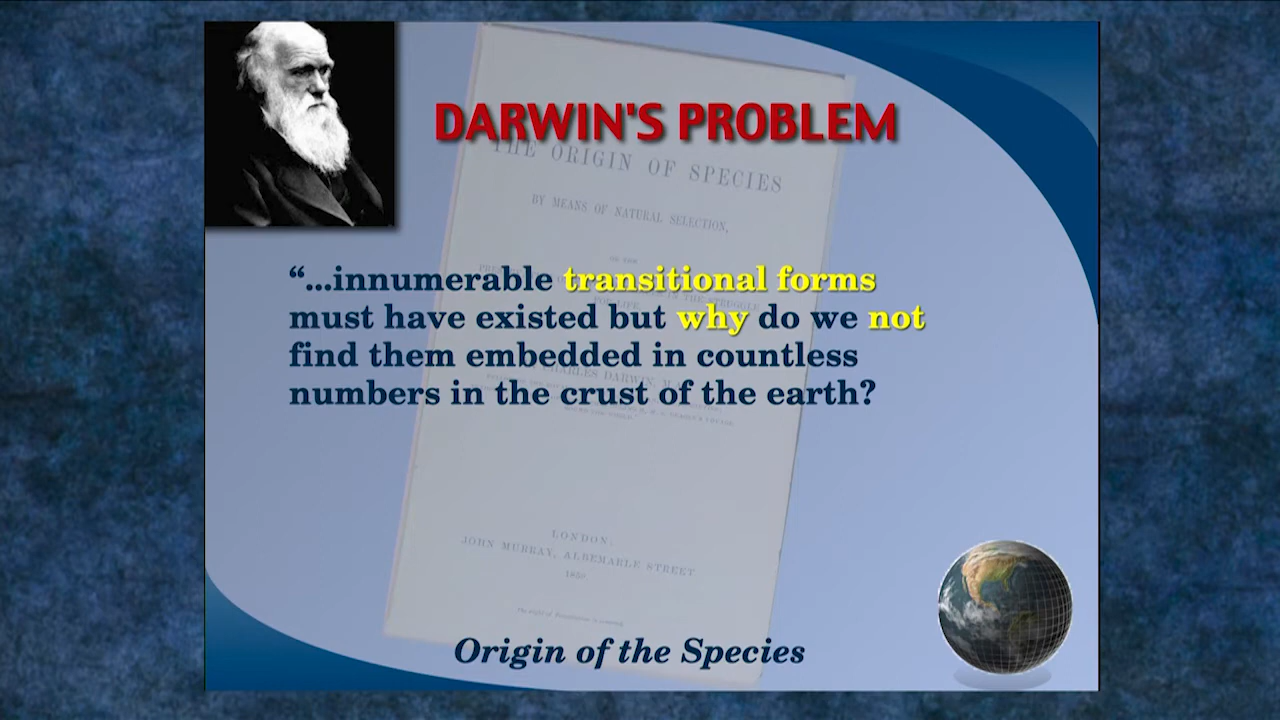 DARWIN'S PROBLEM
THE ORIGIN OF SPECIES
BY MEANS OF NATURAL SELECTION,
“...innumerable transitional forms
must have existed but why do we not
find them embedded in countless
numbers in the crust of the earth?
CHARLES DARWIN,
LONDON:
JOHN MURRAY, ALBEMARLE STREET
Origin of the Species